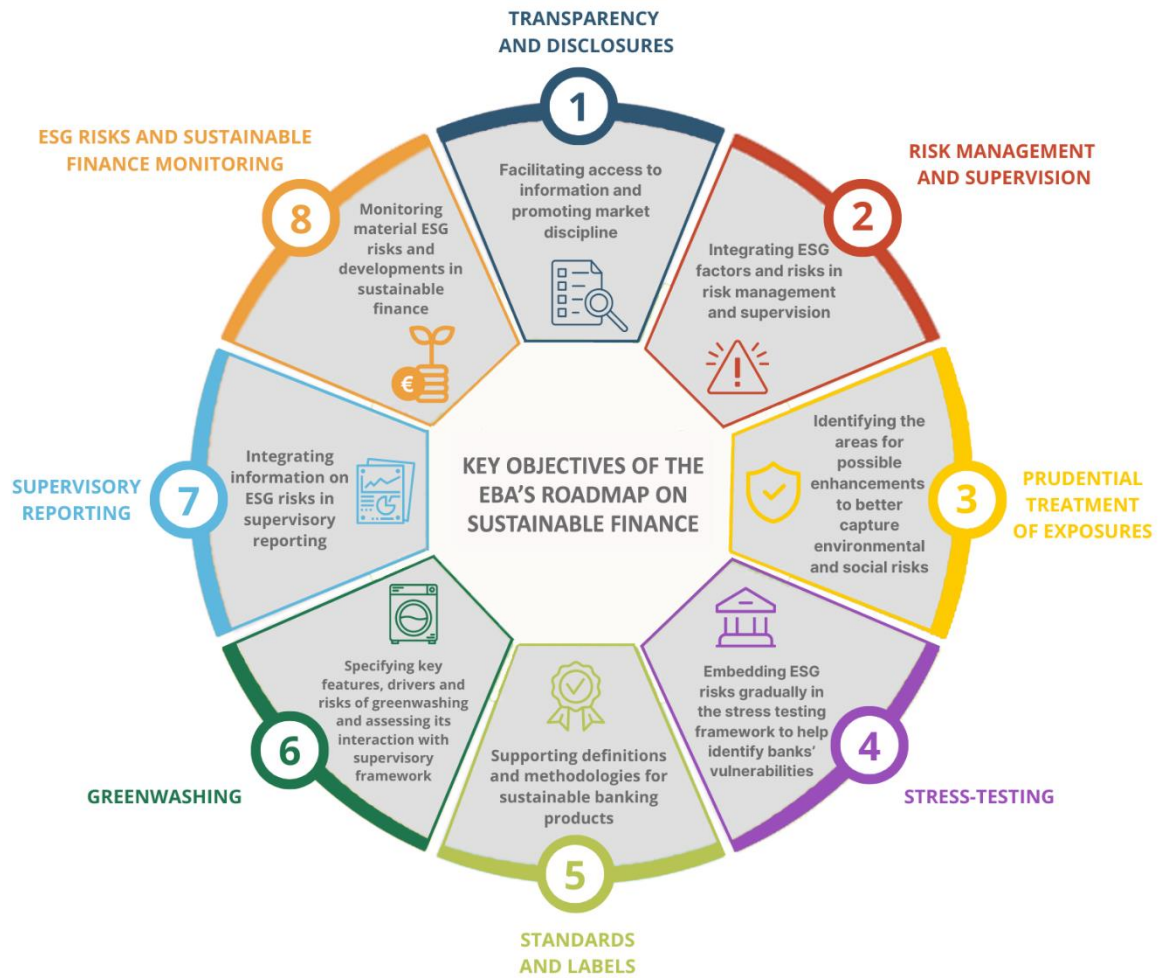 TRANSPARENCY
AND DISCLOSURES
1
Facilitating access to
information and
promoting market
discipline
RISK MANAGEMENT
AND SUPERVISION
2
Integrating ESG
factors and risks in
risk management
and supervision
PRUDENTIAL
TREATMENT
OF EXPOSURES
3
Identifying the
areas for
possible
enhancements
to better
capture
environmental
and social risks
STRESS-TESTING
4
Embedding ESG
risks gradually in
the stress testing
framework to help
identify banks'
vulnerabilities
STANDARDS
AND LABELS
5
Supporting definitions
and methodologies for
sustainable banking
products
GREENWASHING
6
Specifying key
features, drivers and
risks of greenwashing
and assessing its
interaction with
supervisory
framework
SUPERVISORY
REPORTING
7
Integrating
information on
ESG risks in
supervisory
reporting
ESG RISKS AND SUSTAINABLE
FINANCE MONITORING
8
Monitoring
material ESG
risks and
developments in
sustainable
finance
€
KEY OBJECTIVES OF THE
EBA'S ROADMAP ON
SUSTAINABLE FINANCE